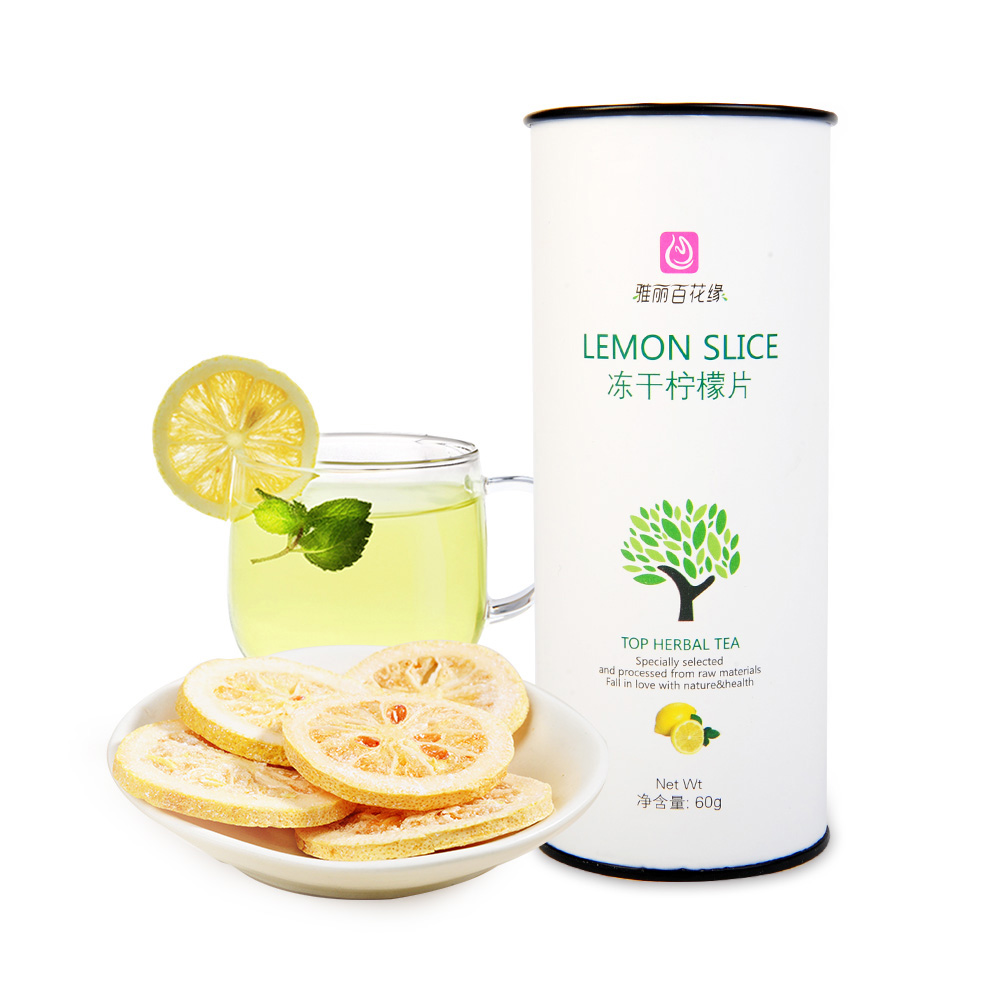 雅丽百花缘
LEMON SLICE
冻干柠檬片
TOP HERBAL TEA
Specially selected
and processed from raw materials
Fall in love with nature&health
Net Wt
净含量: 60g